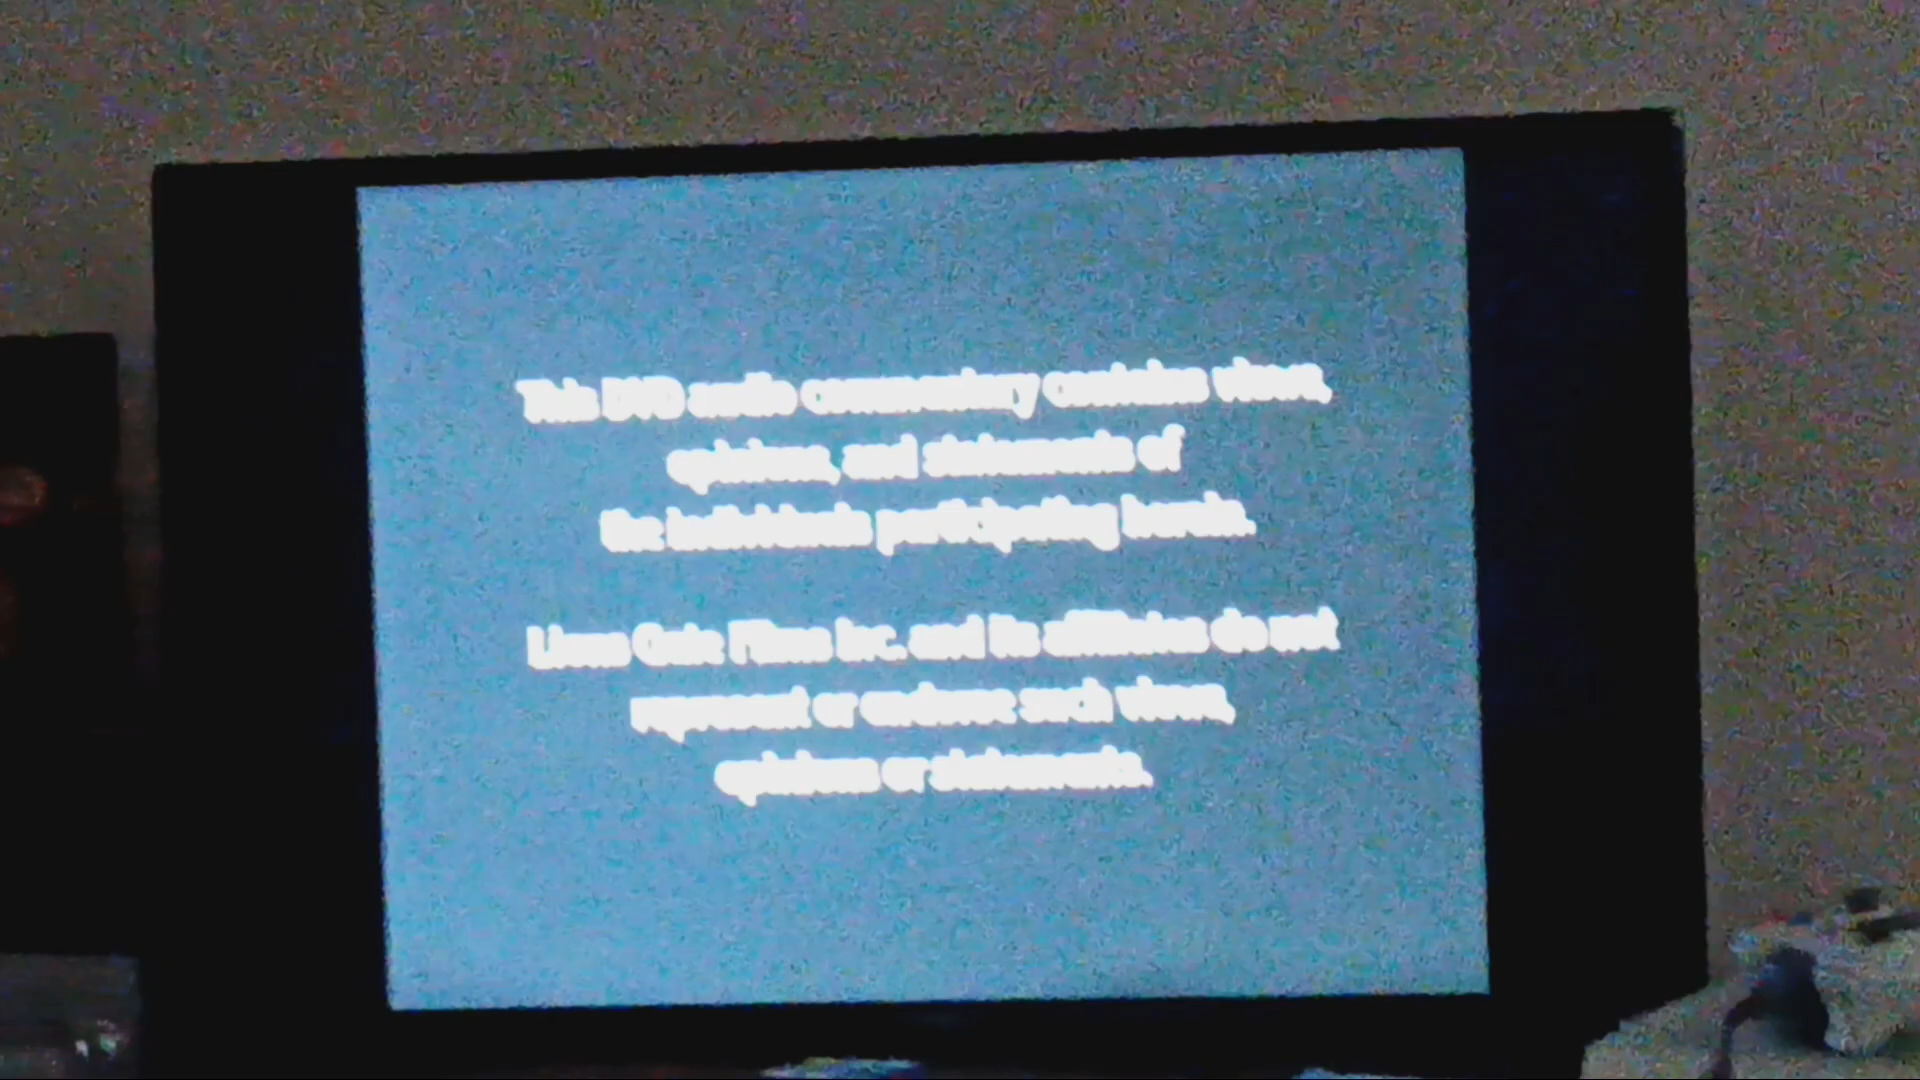 This DVD audio commentary contains views,
opinions, and statements of
the individuals participating herein.
Lions Gate Films Inc. and its affiliates do not
represent or endorse such views,
opinions or statements.